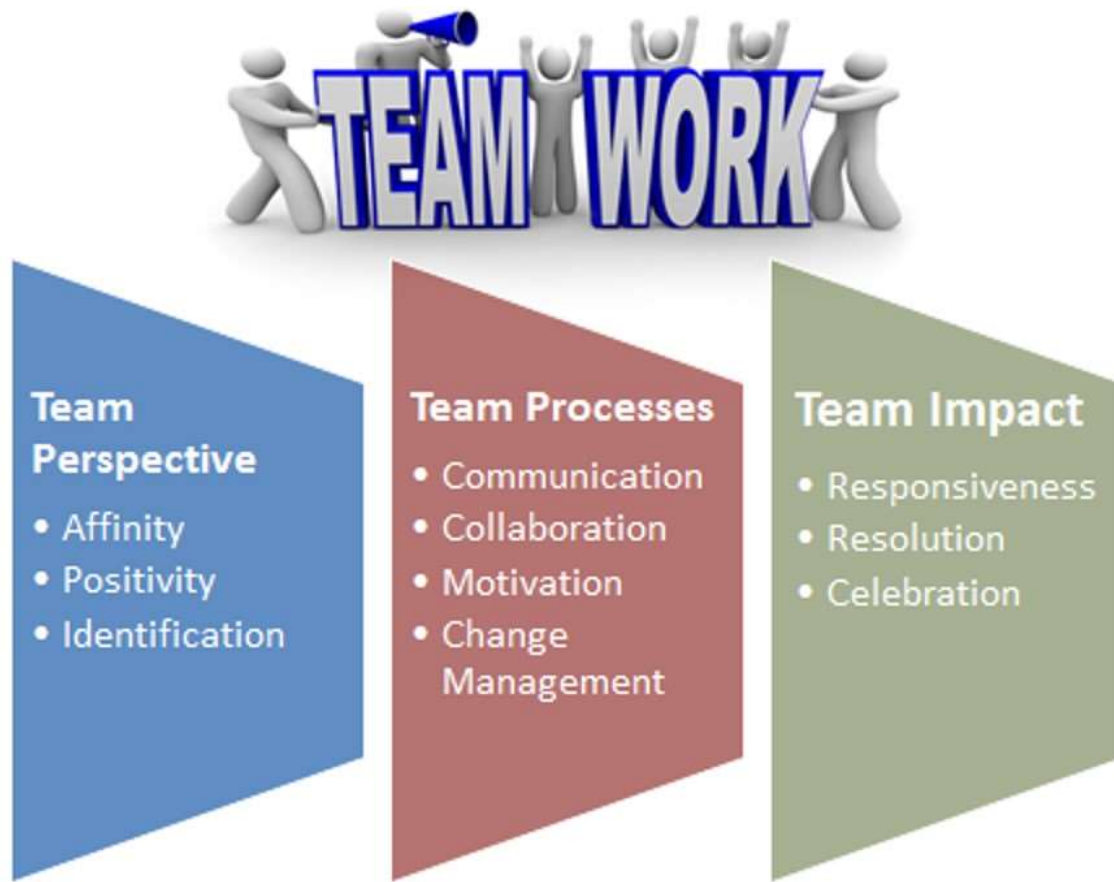 TEAM WORK
Team
Perspective
• Affinity
• Positivity
• Identification
Team Processes
• Communication
• Collaboration
• Motivation
• Change
Management
Team Impact
• Responsiveness
• Resolution
• Celebration